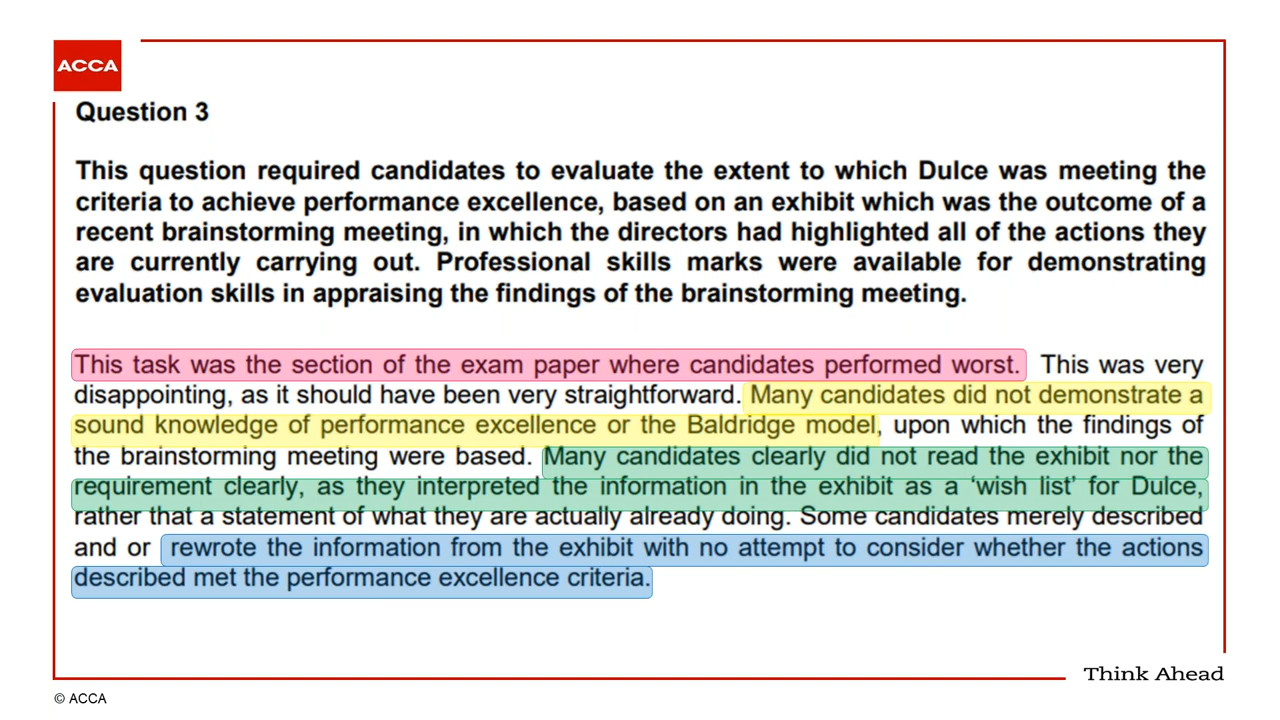 ACCA
Question 3
This question required candidates to evaluate the extent to which Dulce was meeting the
criteria to achieve performance excellence, based on an exhibit which was the outcome of a
recent brainstorming meeting, in which the directors had highlighted all of the actions they
are currently carrying out. Professional skills marks were available for demonstrating
evaluation skills in appraising the findings of the brainstorming meeting.
This task was the section of the exam paper where candidates performed worst. This was very
disappointing, as it should have been very straightforward. Many candidates did not demonstrate a
sound knowledge of performance excellence or the Baldridge model, upon which the findings of
the brainstorming meeting were based. Many candidates clearly did not read the exhibit nor the
requirement clearly, as they interpreted the information in the exhibit as a ‘wish list’ for Dulce,
rather that a statement of what they are actually already doing. Some candidates merely described
and or rewrote the information from the exhibit with no attempt to consider whether the actions
described met the performance excellence criteria.
Think Ahead
© ACCA